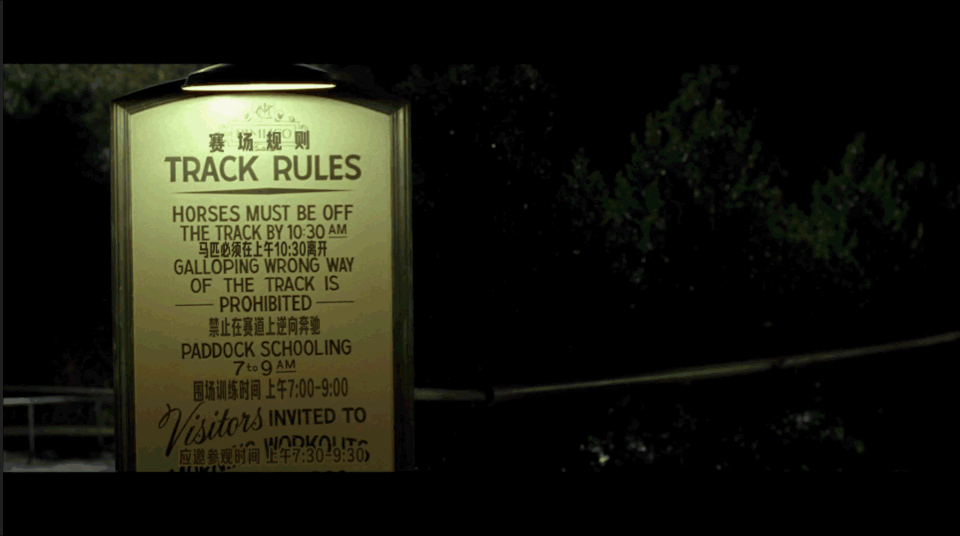 赛场规则
TRACK RULES
HORSES MUST BE OFF
THE TRACK BY 10:30 AM
马匹必须在上午10:30离开
GALLOPING WRONG WAY
OF THE TRACK IS
PROHIBITED
禁止在赛道上逆向奔驰
PADDOCK SCHOOLING
7 to 9 AM
围场训练时间 上午7:00-9:00
Visitors INVITED TO
WORKOUTS
应邀参观时间 上午7:30-9:30